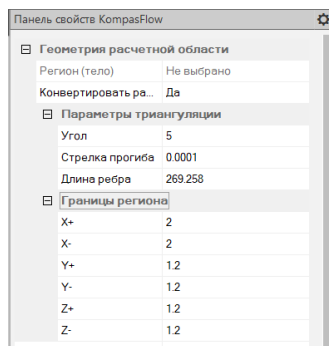 Панель свойств KompasFlow
Геометрия расчетной области
Регион (тело) Не выбрано
Конвертировать ра... Да
Параметры триангуляции
Угол 5
Стрелка прогиба 0.0001
Длина ребра 269.258
Границы региона
X+ 2
X- 2
Y+ 1.2
Y- 1.2
Z+ 1.2
Z- 1.2